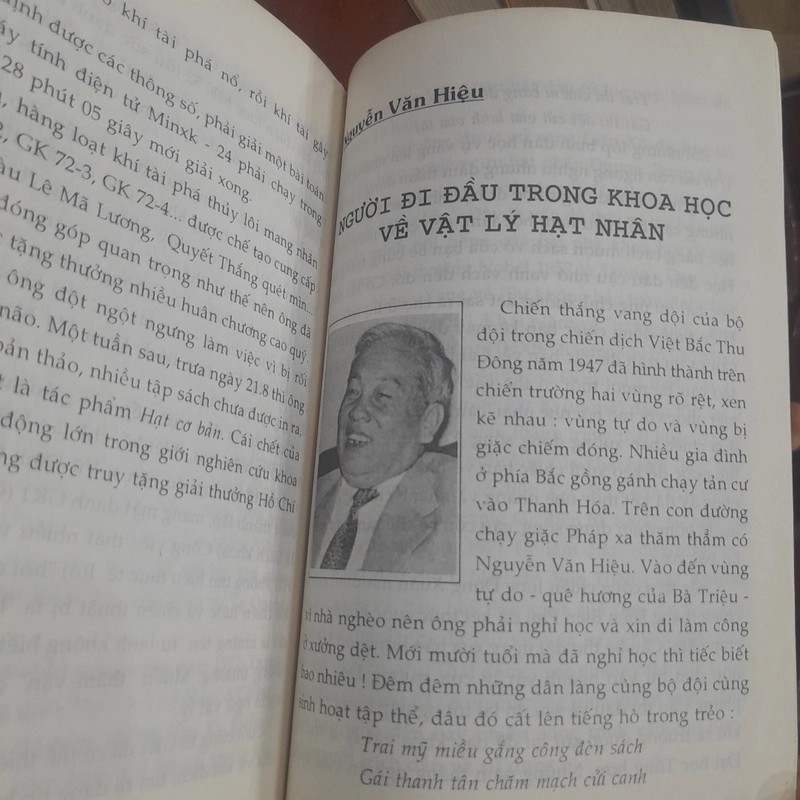 khí tài phá nổ, rồi khí tài gây
định được các thông số, phải giải một bài toán
máy tính điện tử Minxk - 24 phải chạy trong
28 phút 05 giây mới giải xong.
hàng loạt khí tài phá thủy lôi mang nhãn
GK 72-3, GK 72-4... được chế tạo cung cấp
Lê Mã Lương, Quyết Thắng quét mìn...
đóng góp quan trọng như thế nên ông đã
tặng thưởng nhiều huân chương cao quý.
ông đột ngột ngưng làm việc vì bị rối
não. Một tuần sau, trưa ngày 21.8 thì ông
bản thảo, nhiều tập sách chưa được in ra,
là tác phẩm Hạt cơ bản. Cái chết của
động lớn trong giới nghiên cứu khoa
được truy tặng giải thưởng Hồ Chí
Nguyễn Văn Hiệu
NGƯỜI ĐI ĐẦU TRONG KHOA HỌC
VỀ VẬT LÝ HẠT NHÂN
Chiến thắng vang dội của bộ
đội trong chiến dịch Việt Bắc Thu
Đông năm 1947 đã hình thành trên
chiến trường hai vùng rõ rệt, xen
kẽ nhau : vùng tự do và vùng bị
giặc chiếm đóng. Nhiều gia đình
ở phía Bắc gồng gánh chạy tản cư
vào Thanh Hóa. Trên con đường
chạy giặc Pháp xa thăm thẳm có
Nguyễn Văn Hiệu. Vào đến vùng
tự do - quê hương của Bà Triệu -
vì nhà nghèo nên ông phải nghỉ học và xin đi làm công
ở xưởng dệt. Mới mười tuổi mà đã nghỉ học thì tiếc biết
bao nhiêu ! Đêm đêm những dân làng cùng bộ đội cùng
sinh hoạt tập thể, đâu đó cất lên tiếng hò trong trẻo :
Trai mỹ miều gắng công đèn sách
Gái thanh tân chăm mạch cửi canh